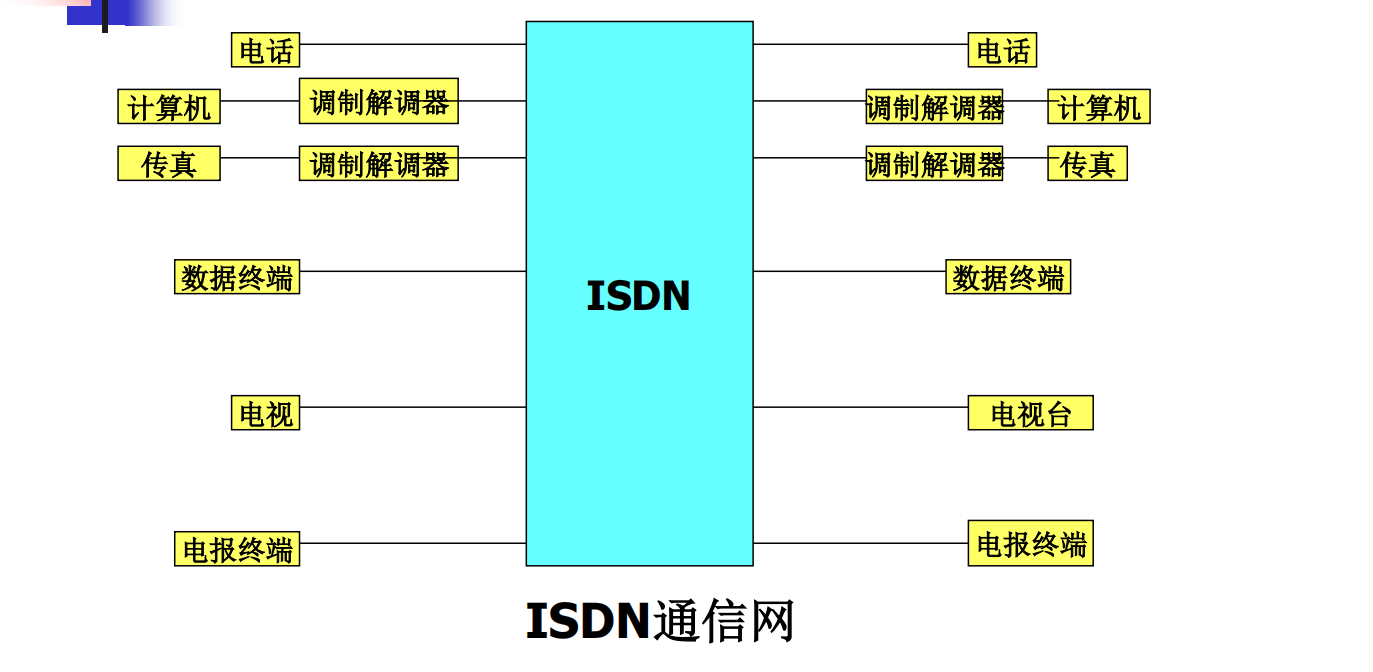 电话 电话
计算机 调制解调器 调制解调器 计算机
传真 调制解调器 调制解调器 传真
数据终端 数据终端
ISDN
电视 电视台
电报终端 电报终端
ISDN通信网